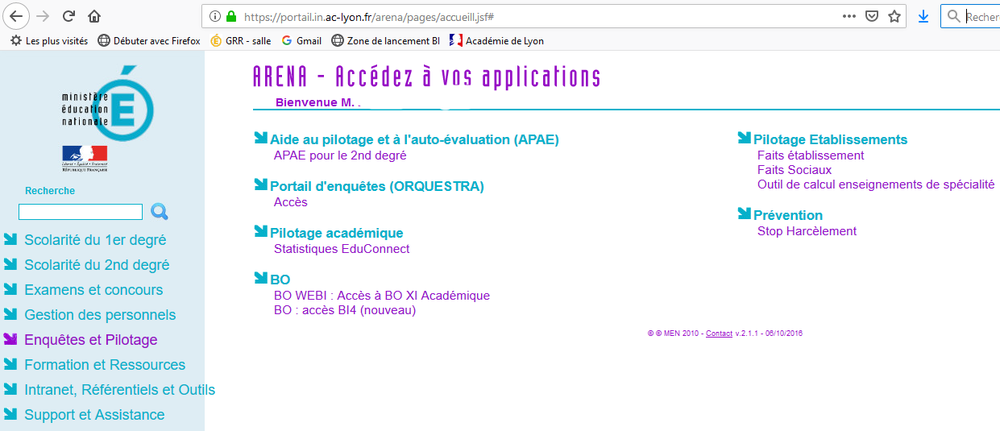 https://portail.in.ac-lyon.fr/arena/pages/accueill.jsf#
Recher
Les plus visités
Débuter avec Firefox
GRR - salle
Gmail
Zone de lancement BI
Académie de Lyon
ministère
éducation
nationale
Liberté • Égalité • Fraternité
RÉPUBLIQUE FRANÇAISE
Recherche
Scolarité du 1er degré
Scolarité du 2nd degré
Examens et concours
Gestion des personnels
Enquêtes et Pilotage
Formation et Ressources
Intranet, Référentiels et Outils
Support et Assistance
ARENA - Accédez à vos applications
Bienvenue M. .
Aide au pilotage et à l'auto-évaluation (APAE)
APAE pour le 2nd degré
Portail d'enquêtes (ORQUESTRA)
Accès
Pilotage académique
Statistiques EduConnect
BO
BO WEBI : Accès à BO XI Académique
BO : accès BI4 (nouveau)
Pilotage Etablissements
Faits établissement
Faits Sociaux
Outil de calcul enseignements de spécialité
Prévention
Stop Harcèlement
© © MEN 2010 - Contact v.2.1.1 - 06/10/2016